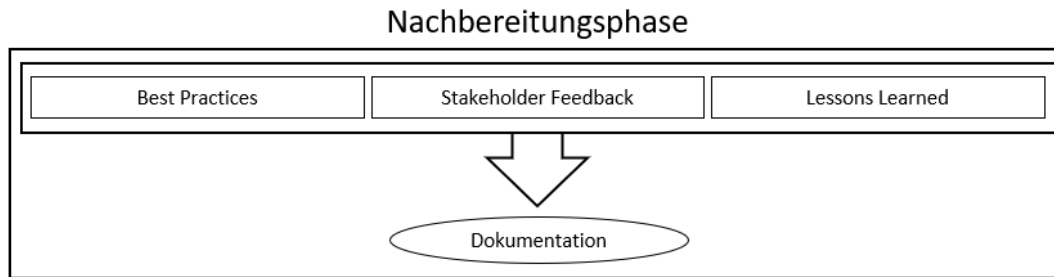 Nachbereitungsphase
Best Practices
Stakeholder Feedback
Lessons Learned
Dokumentation